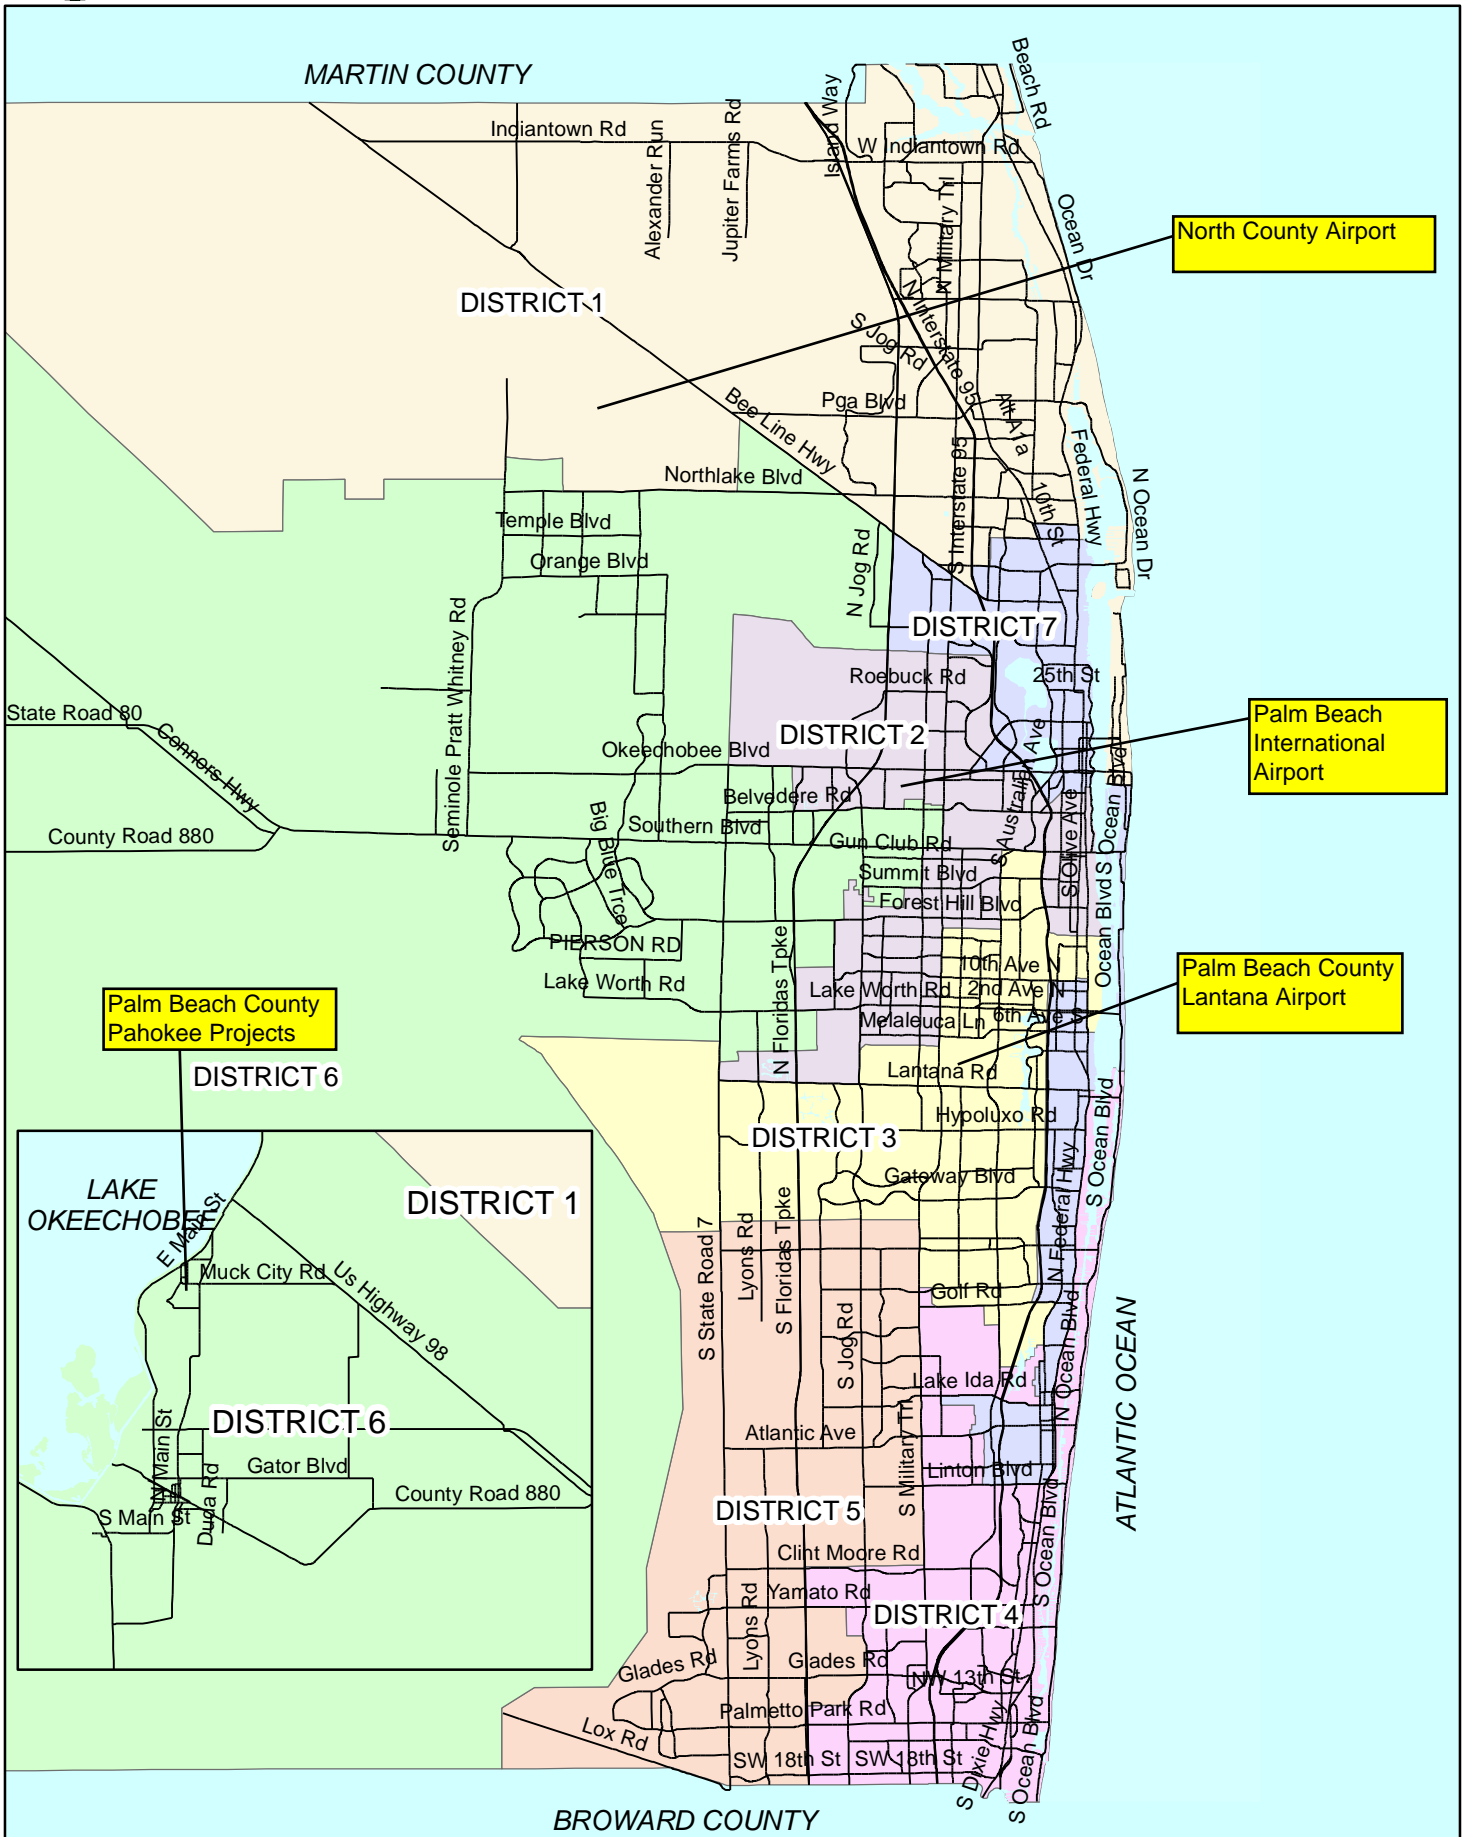 MARTIN COUNTY
Beach Rd
Island Way
Indiantown Rd
W Indiantown Rd
Alexander Run
Jupiter Farms Rd
N Military Trl
Ocean Dr
North County Airport
DISTRICT 1
N Interstate 95
S Jog Rd
Pga Blvd
Alt A1a
Bee Line Hwy
Federal Hwy
S Interstate 95
Northlake Blvd
N Ocean Dr
10th St
Temple Blvd
Orange Blvd
N Jog Rd
DISTRICT 7
Seminole Pratt Whitney Rd
Roebuck Rd
25th St
State Road 80
Connors Hwy
DISTRICT 2
Palm Beach
International
Airport
Okeechobee Blvd
S Australian Ave
S Ocean Blvd
Belvedere Rd
Big Blue Trce
Southern Blvd
S Olive Ave
County Road 880
Gun Club Rd
Summit Blvd
Forest Hill Blvd
Ocean Blvd
PIERSON RD
N Floridas Tpke
10th Ave N
Lake Worth Rd
Lake Worth Rd
2nd Ave N
Palm Beach County
Lantana Airport
Melaleuca Ln
6th Ave S
Palm Beach County
Pahokee Projects
DISTRICT 6
Lantana Rd
Hypoluxo Rd
S Ocean Blvd
DISTRICT 3
Gateway Blvd
N Federal Hwy
LAKE
OKEECHOBEE
DISTRICT 1
E Main St
Muck City Rd
Us Highway 98
S State Road 7
Lyons Rd
S Floridas Tpke
Golf Rd
S Jog Rd
N Ocean Blvd
ATLANTIC OCEAN
Lake Ida Rd
DISTRICT 6
N Main St
Atlantic Ave
S Military Trl
Gator Blvd
Linton Blvd
County Road 880
Duda Rd
S Main St
DISTRICT 5
S Ocean Blvd
Clint Moore Rd
Yamato Rd
Lyons Rd
DISTRICT 4
Glades Rd
Glades Rd
NW 13th St
Palmetto Park Rd
Lox Rd
SW 18th St
SW 18th St
S Dixie Hwy
S Ocean Blvd
BROWARD COUNTY